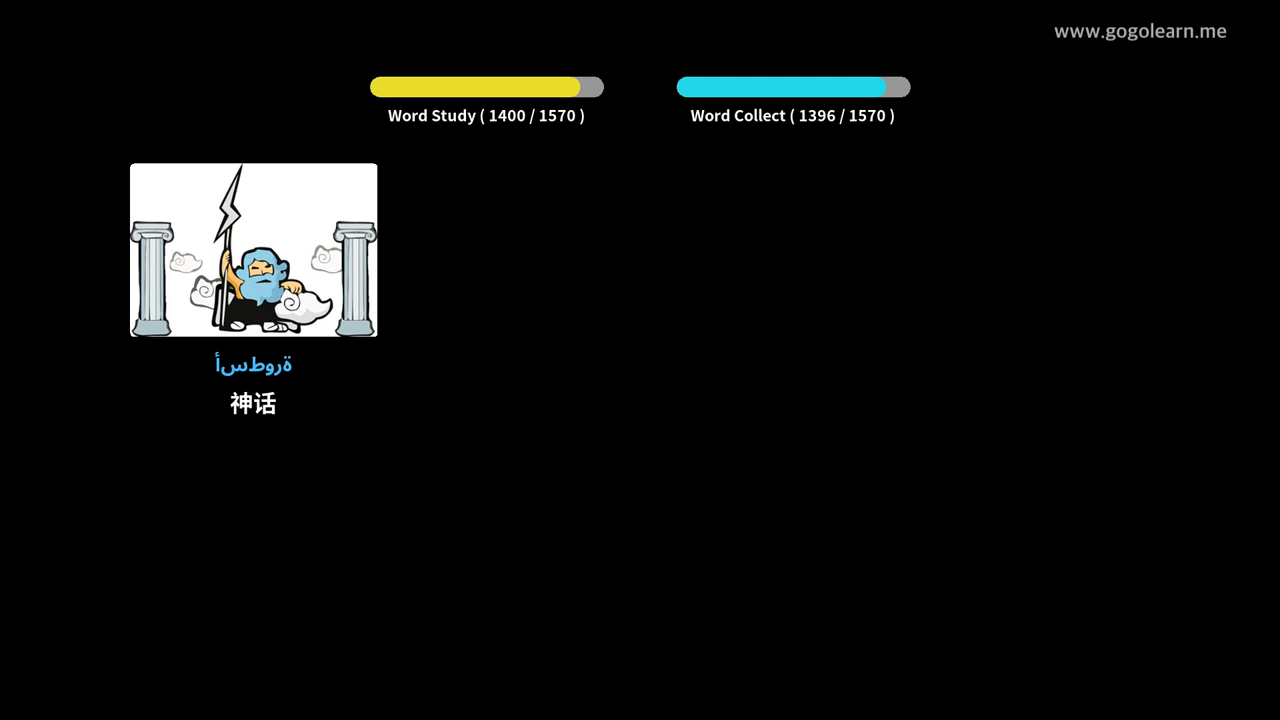 www.gogolearn.me
Word Study ( 1400 / 1570 )
Word Collect ( 1396 / 1570 )
ةروطسأ
神话